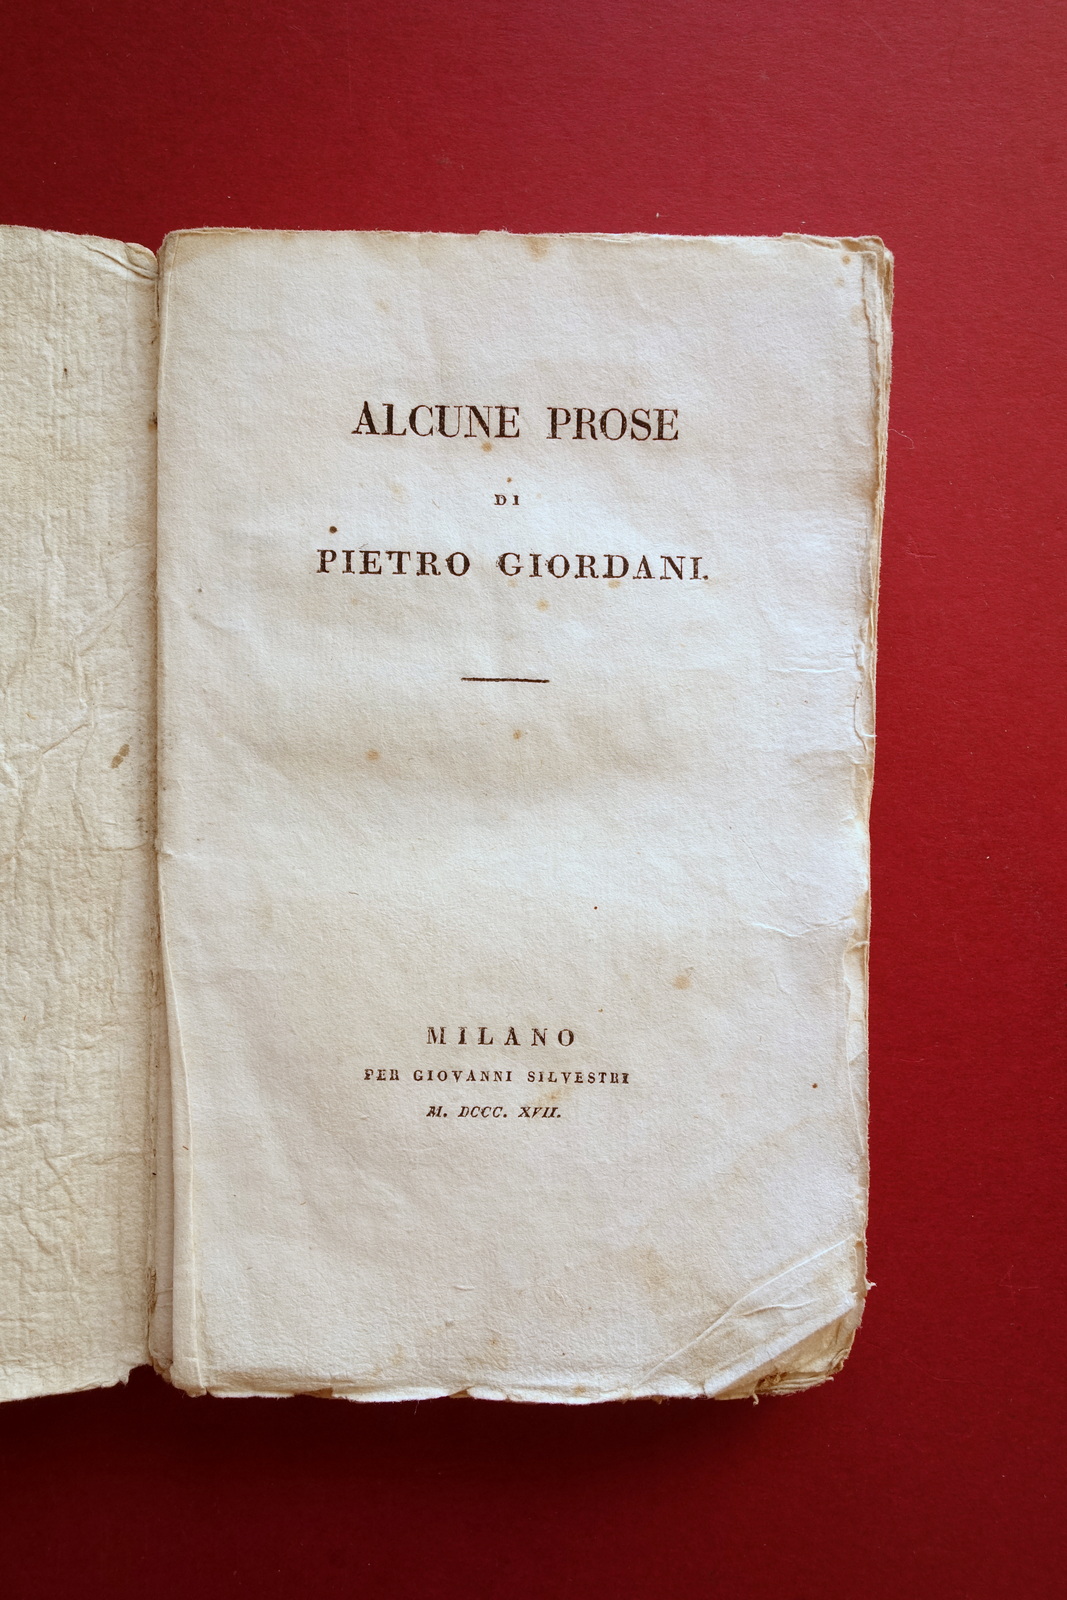 ALCUNE PROSE
DI
PIETRO GIORDANI.
MILANO
PER GIOVANNI SILVESTRI
M. DCCC. XVII.